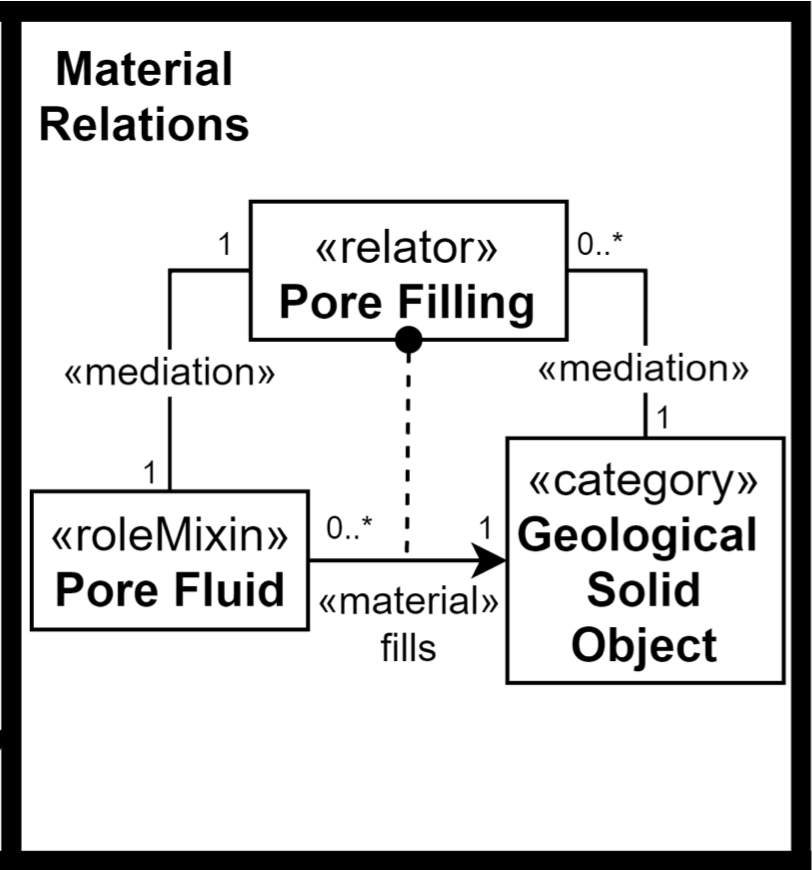 Material
Relations
1
«relator»
Pore Filling
0..*
«mediation»
«mediation»
1
1
«roleMixin»
Pore Fluid
0..*
1
«material»
fills
«category»
Geological
Solid
Object